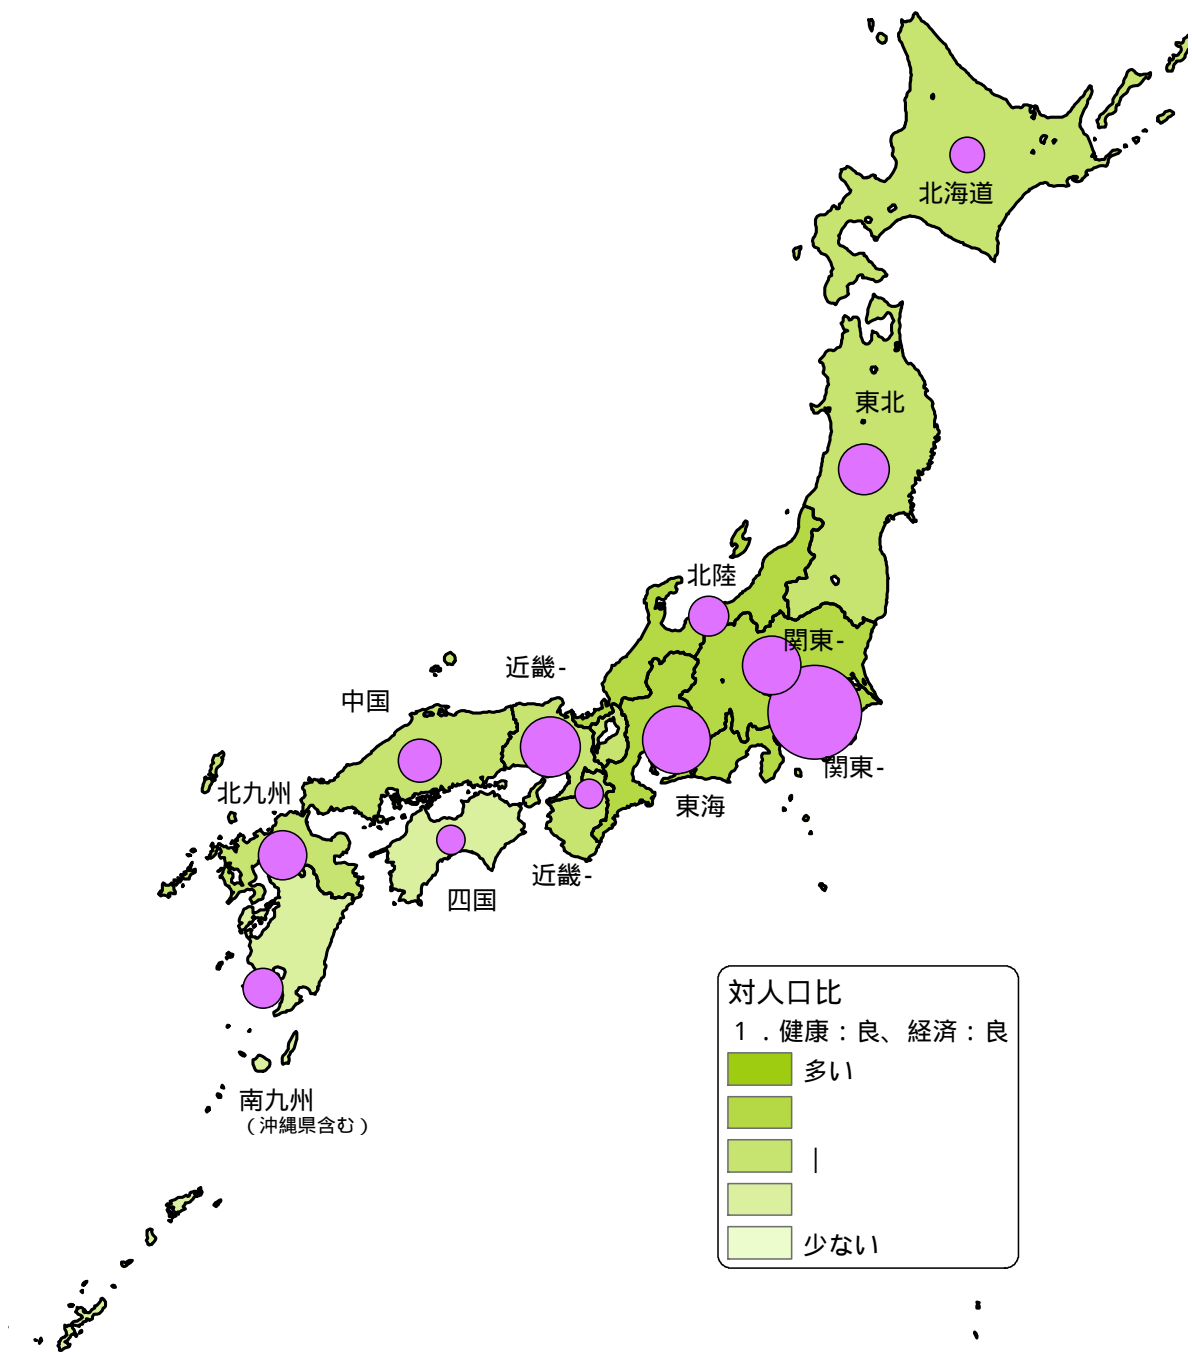 北海道
東北
北陸
関東-
近畿-
中国
関東-
北九州
東海
近畿-
四国
南九州
(沖縄県含む)
対人口比
1.健康:良、経済:良
多い
|
少ない